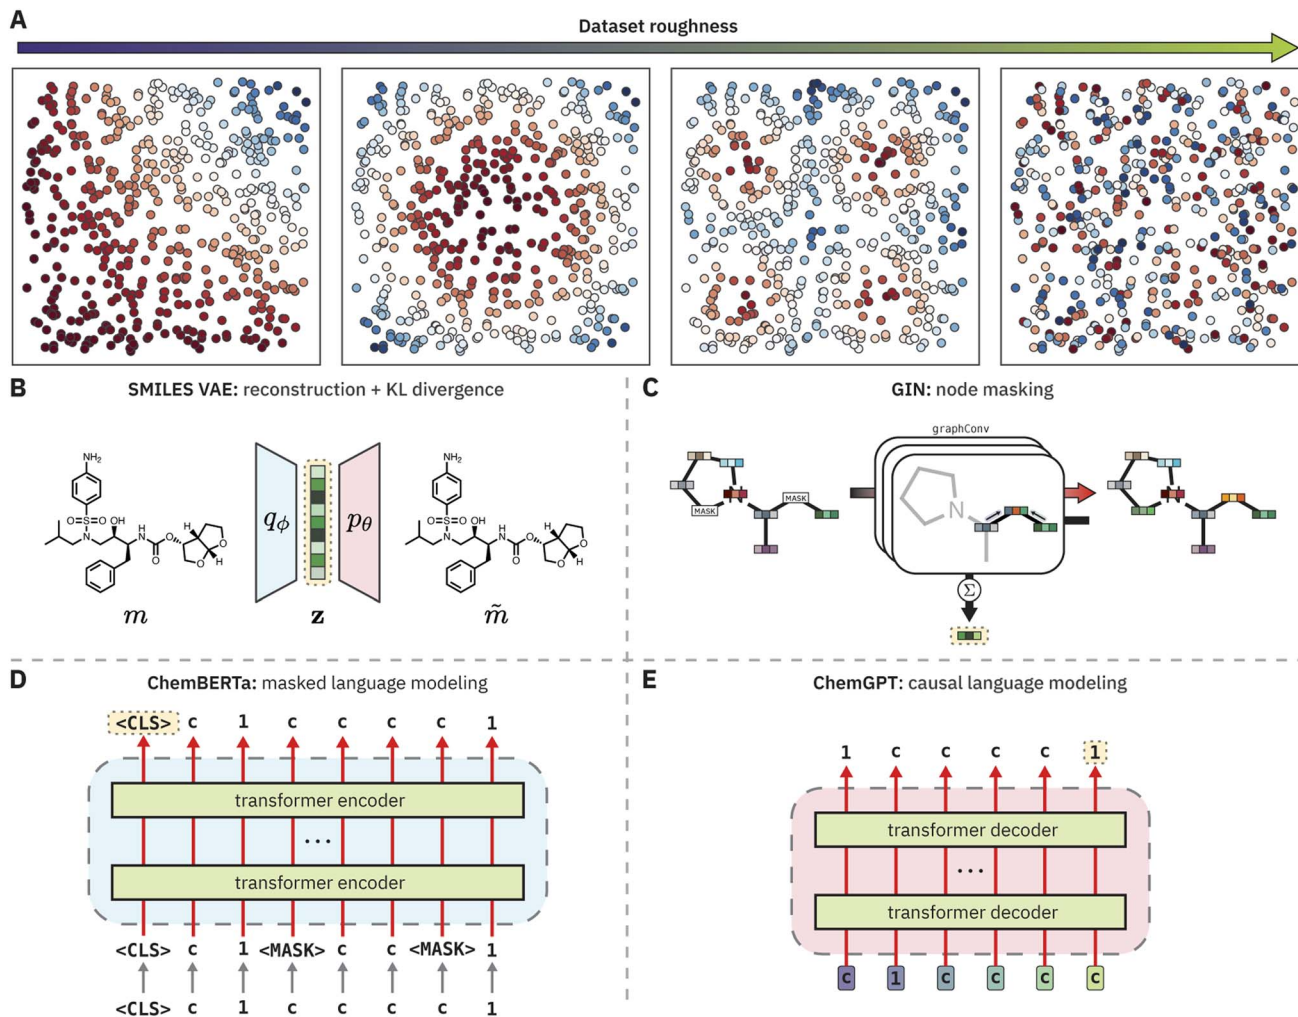 A
Dataset roughness
B
SMILES VAE: reconstruction + KL divergence
NH₂
O=S=O
OH
N
H
N
H
O
O
O
O
H
qϕ
pθ
NH₂
O=S=O
OH
N
H
N
H
O
O
O
O
H
m
z
m̃
C
GIN: node masking
graphConv
N
MASK
MASK
N
N
Σ
D
ChemBERTa: masked language modeling
<CLS> c 1 c c c c 1
transformer encoder
...
transformer encoder
<CLS> c 1 <MASK> c c <MASK> 1
<CLS> c 1 c c c c 1
E
ChemGPT: causal language modeling
1 c c c c 1
transformer decoder
...
transformer decoder
c 1 c c c c